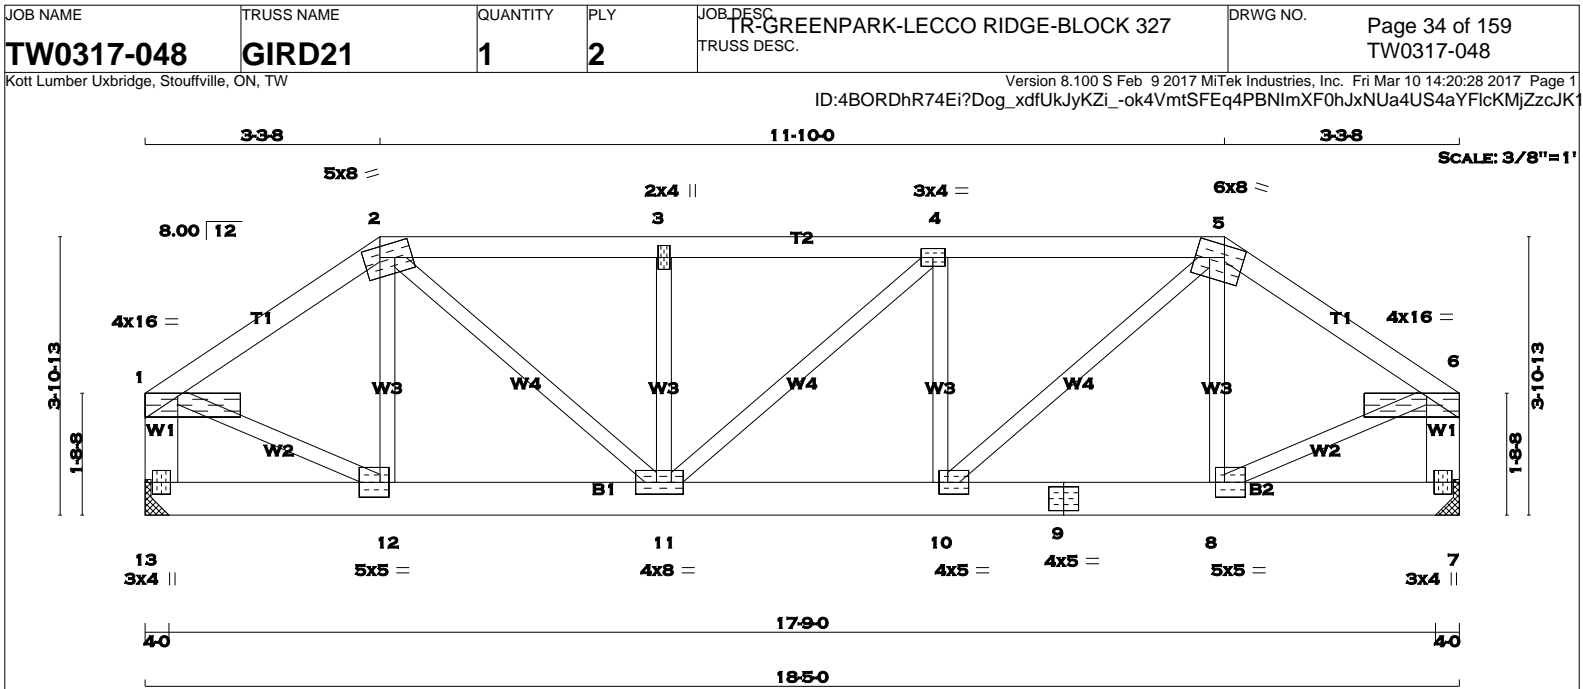 JOB NAME TRUSS NAME QUANTITY PLY JOB DESC. DRWG NO.
TR-GREENPARK-LECCO RIDGE-BLOCK 327 Page 34 of 159
TW0317-048 GIRD21 1 2 TRUSS DESC. TW0317-048
Kott Lumber Uxbridge, Stouffville, ON, TW Version 8.100 S Feb 9 2017 MiTek Industries, Inc. Fri Mar 10 14:20:28 2017 Page 1
ID:4BORDhR74Ei?Dog_xdfUkJyKZi_-ok4VmtSFEq4PBNImXF0hJxNUa4US4aYFlcKMjZzcJK1
3-3-8 11-10-0 3-3-8
SCALE: 3/8"=1'
5x8 = 2x4 || 3x4 = 6x8 =
8.00 12
2 3 4 5
T2
4x16 = T1 T1 4x16 =
3-10-13 3-10-13
1 6
W3 W4 W3 W4 W3 W4 W3
1-8-8 W1 W2 W2 W1 1-8-8
B1 B2
13 12 11 10 9 8 7
3x4 || 5x5 = 4x8 = 4x5 = 4x5 = 5x5 = 3x4 ||
17-9-0
4-0 4-0
18-5-0